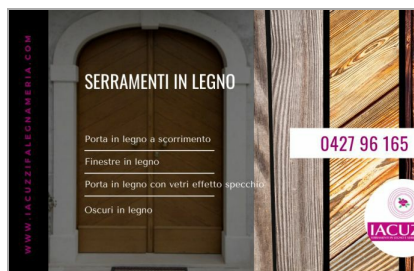 WWW.IACUZZIFALEGNAMERIA.COM
SERRAMENTI IN LEGNO
Porta in legno a scorrimento
Finestre in legno
Porta in legno con vetri effetto specchio
Oscuri in legno
0427 96 165
IACUZ